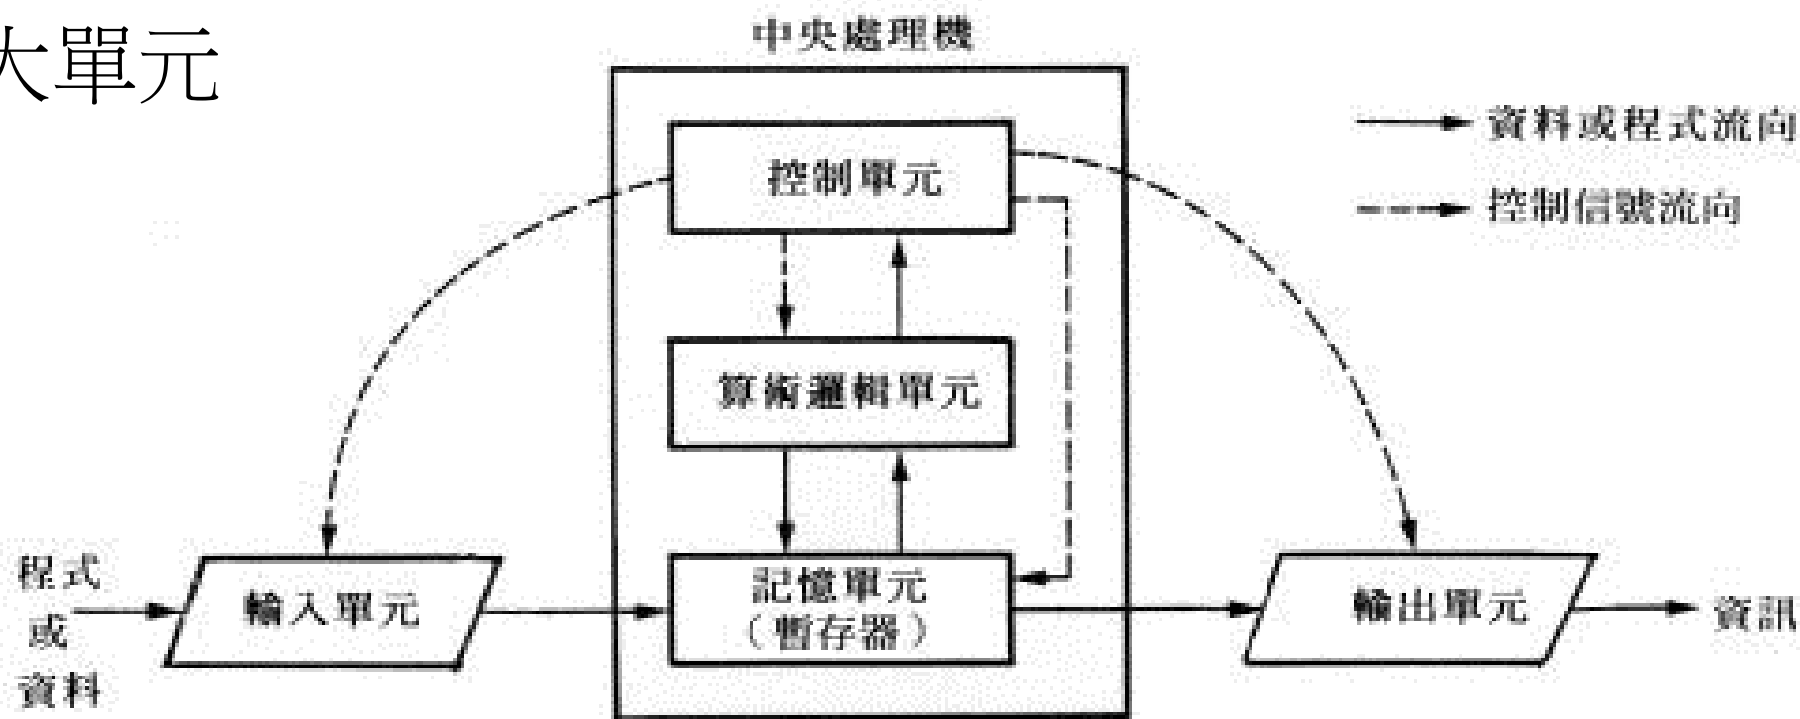 大單元
中央處理機
資料或程式流向
控制信號流向
控制單元
算術邏輯單元
記憶單元
（暫存器）
程式
或
資料
輸入單元
輸出單元
資訊